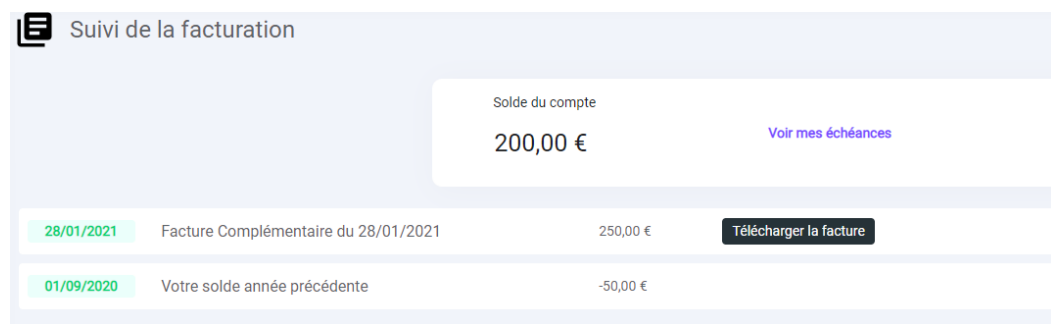 Suivi de la facturation
Solde du compte
200,00 €
Voir mes échéances
28/01/2021 Facture Complémentaire du 28/01/2021 250,00 € Télécharger la facture
01/09/2020 Votre solde année précédente -50,00 €